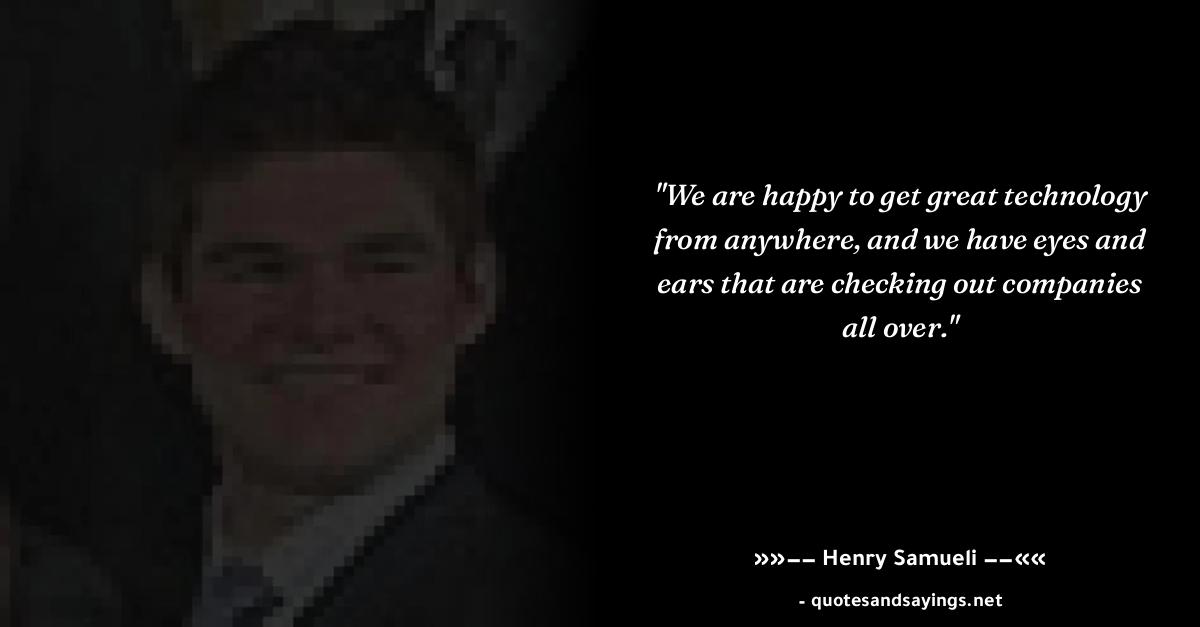 "We are happy to get great technology
from anywhere, and we have eyes and
ears that are checking out companies
all over."
»»−− Henry Samueli −−««
- quotesandsayings.net